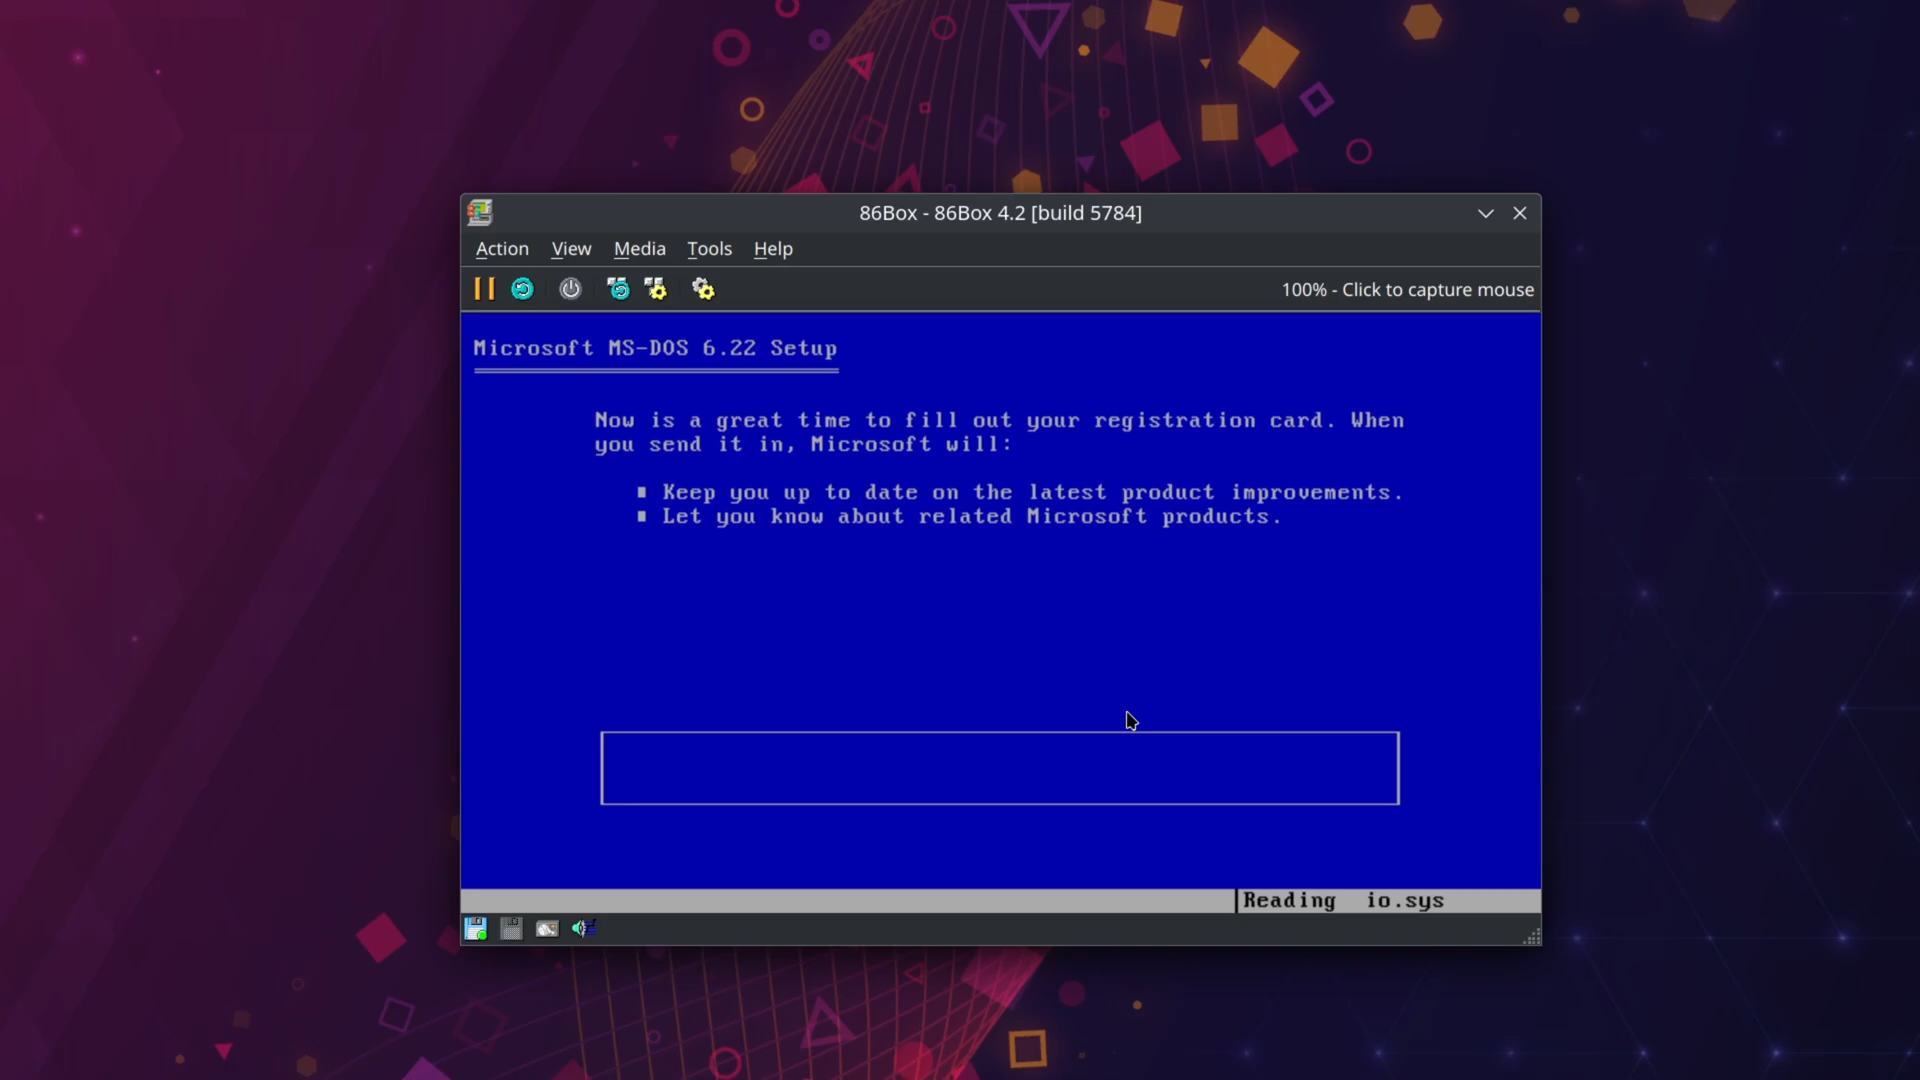 86Box - 86Box 4.2 [build 5784]
Action View Media Tools Help
100% - Click to capture mouse
Microsoft MS-DOS 6.22 Setup
Now is a great time to fill out your registration card. When
you send it in, Microsoft will:
Keep you up to date on the latest product improvements.
Let you know about related Microsoft products.
Reading io.sys